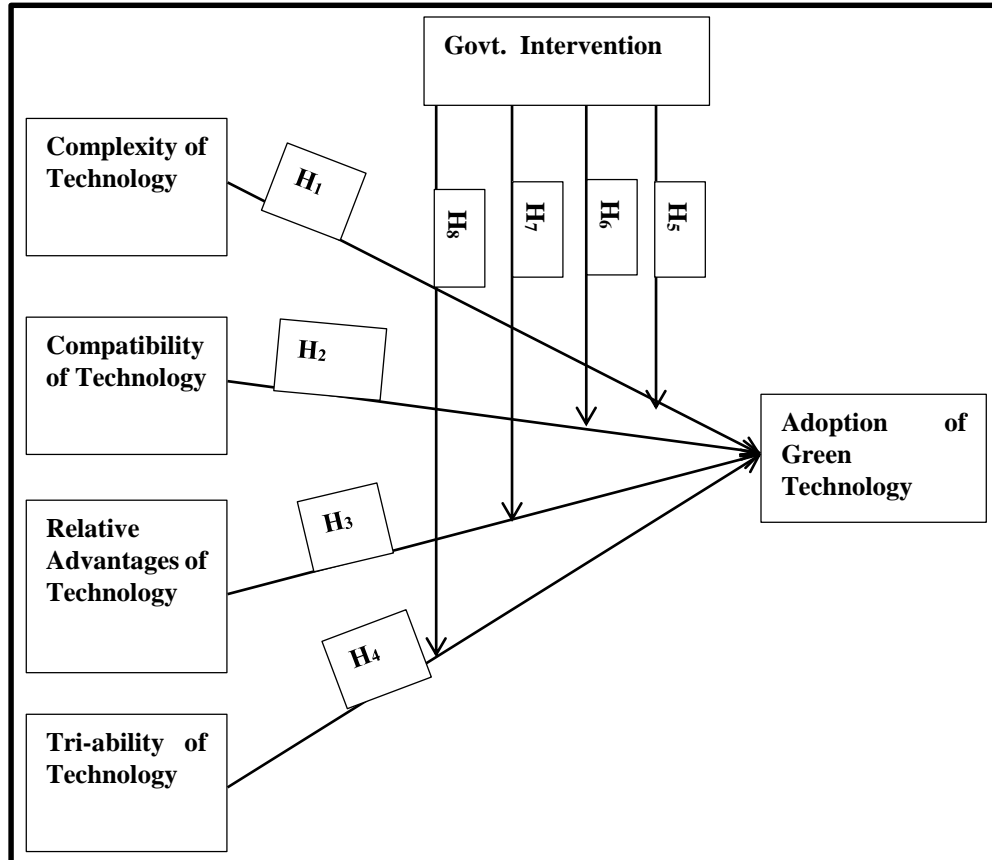 Govt. Intervention
Complexity of
Technology
H1
H8
H7
H6
H5
Compatibility
of Technology
H2
Adoption of
Green
Technology
Relative
Advantages of
Technology
H3
H4
Tri-ability of
Technology